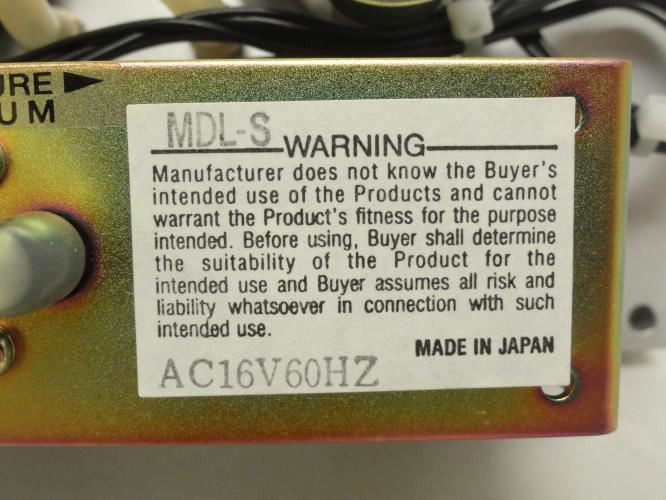 URE ▶
UM
MDL-S
WARNING
Manufacturer does not know the Buyer's
intended use of the Products and cannot
warrant the Product's fitness for the purpose
intended. Before using, Buyer shall determine
the suitability of the Product for the
intended use and Buyer assumes all risk and
liability whatsoever in connection with such
intended use.
MADE IN JAPAN
AC16V60HZ